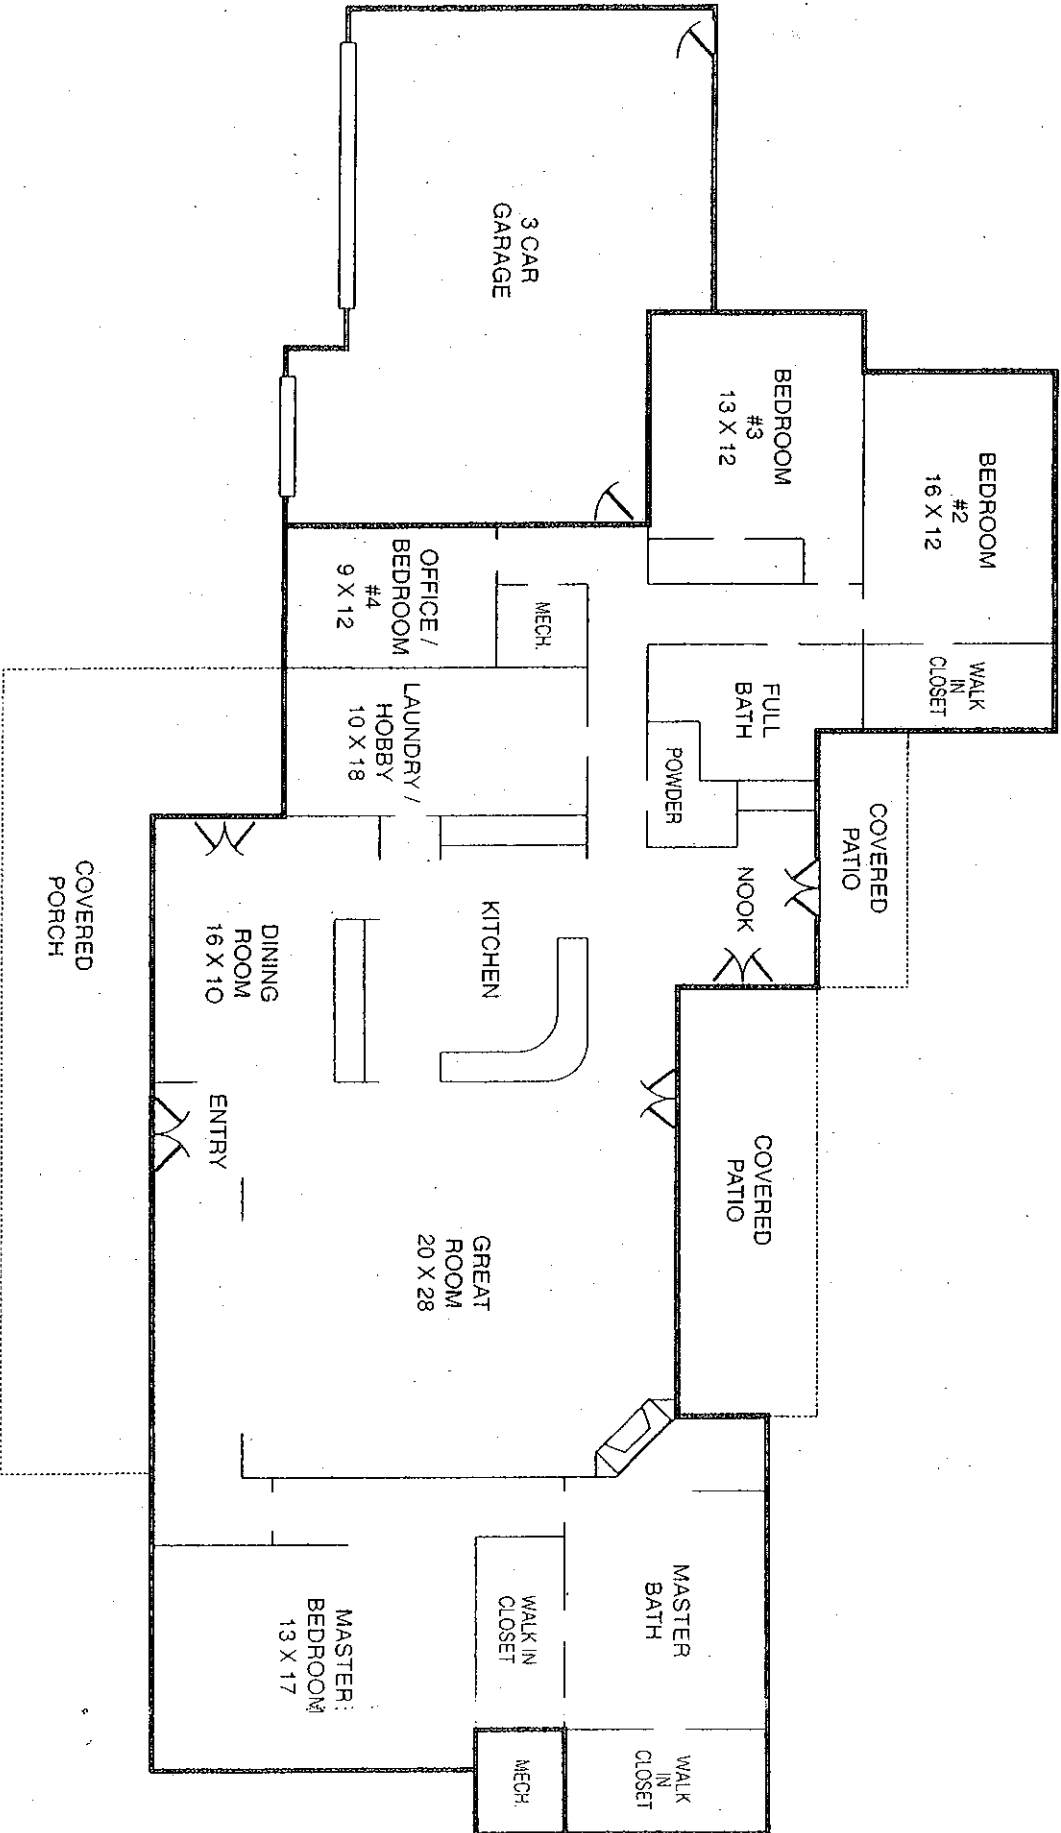 3 CAR
GARAGE
BEDROOM
#3
13 X 12
BEDROOM
#2
16 X 12
WALK
IN
CLOSET
OFFICE /
BEDROOM
#4
9 X 12
MECH.
LAUNDRY /
HOBBY
10 X 18
FULL
BATH
POWDER
COVERED
PATIO
NOOK
KITCHEN
DINING
ROOM
16 X 10
COVERED
PORCH
ENTRY
COVERED
PATIO
GREAT
ROOM
20 X 28
MASTER
BATH
WALK IN
CLOSET
MASTER
BEDROOM
13 X 17
MECH.
WALK
IN
CLOSET